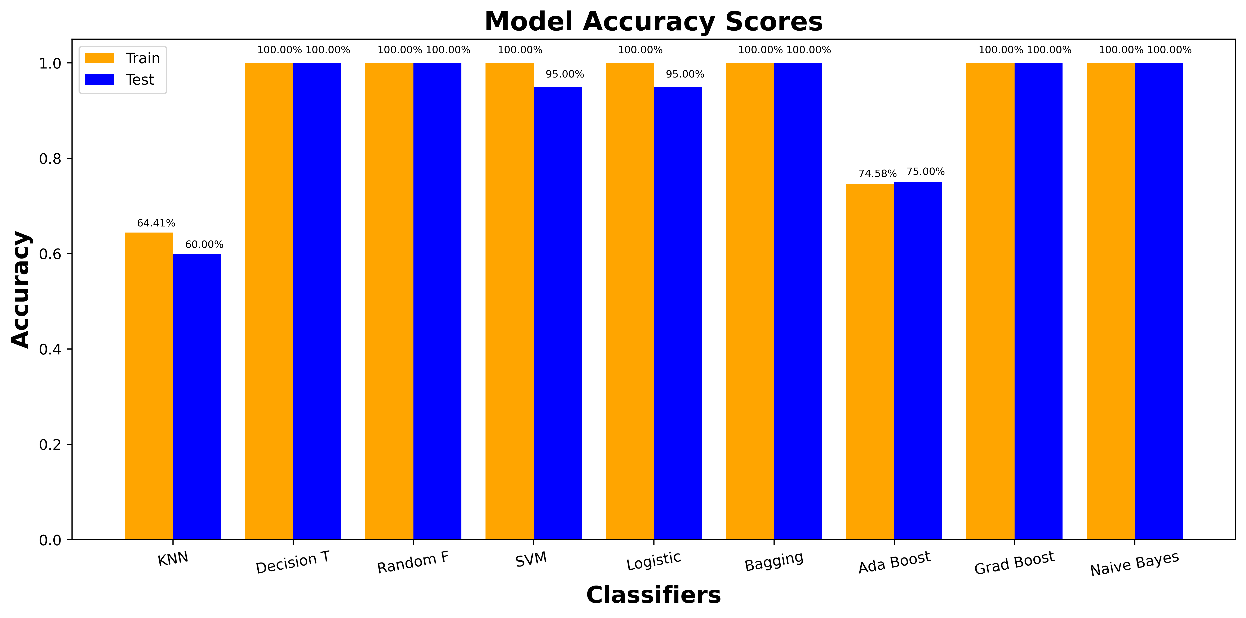 Model Accuracy Scores
Train
Test
100.00% 100.00% 100.00% 100.00% 100.00% 100.00% 100.00% 100.00% 100.00% 100.00% 100.00% 100.00%
95.00% 95.00%
74.58% 75.00%
64.41% 60.00%
1.0
0.8
0.6
0.4
0.2
0.0
Accuracy
KNN Decision T Random F SVM Logistic Bagging Ada Boost Grad Boost Naive Bayes
Classifiers